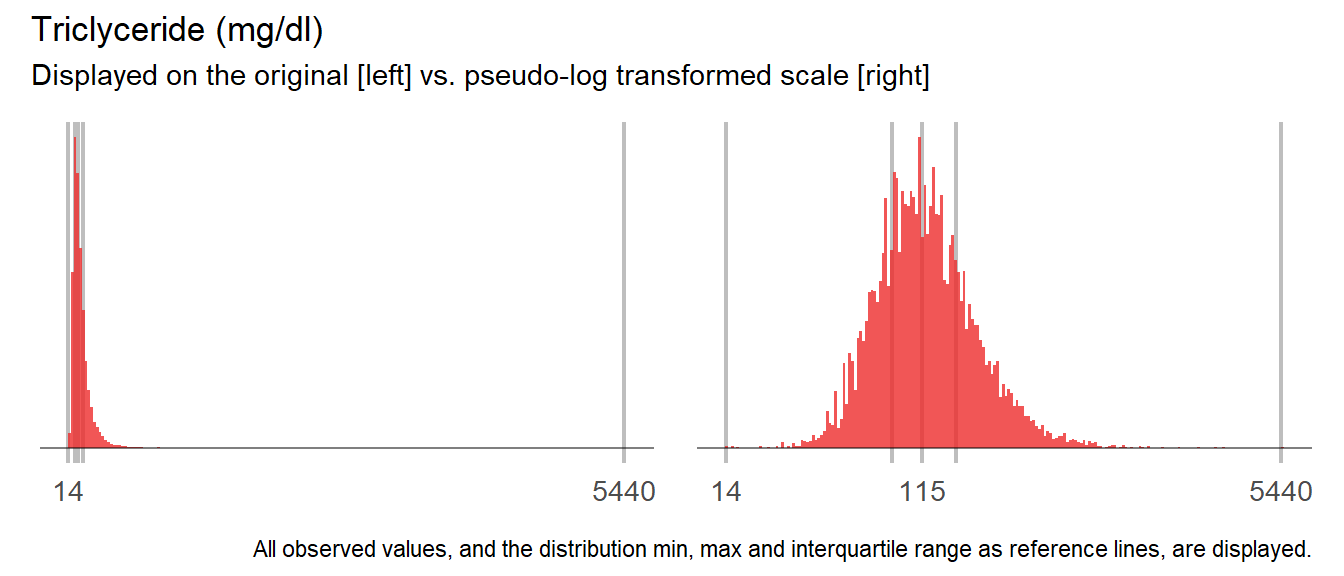 Triclyceride (mg/dl)
Displayed on the original [left] vs. pseudo-log transformed scale [right]
14 5440 14 115 5440
All observed values, and the distribution min, max and interquartile range as reference lines, are displayed.